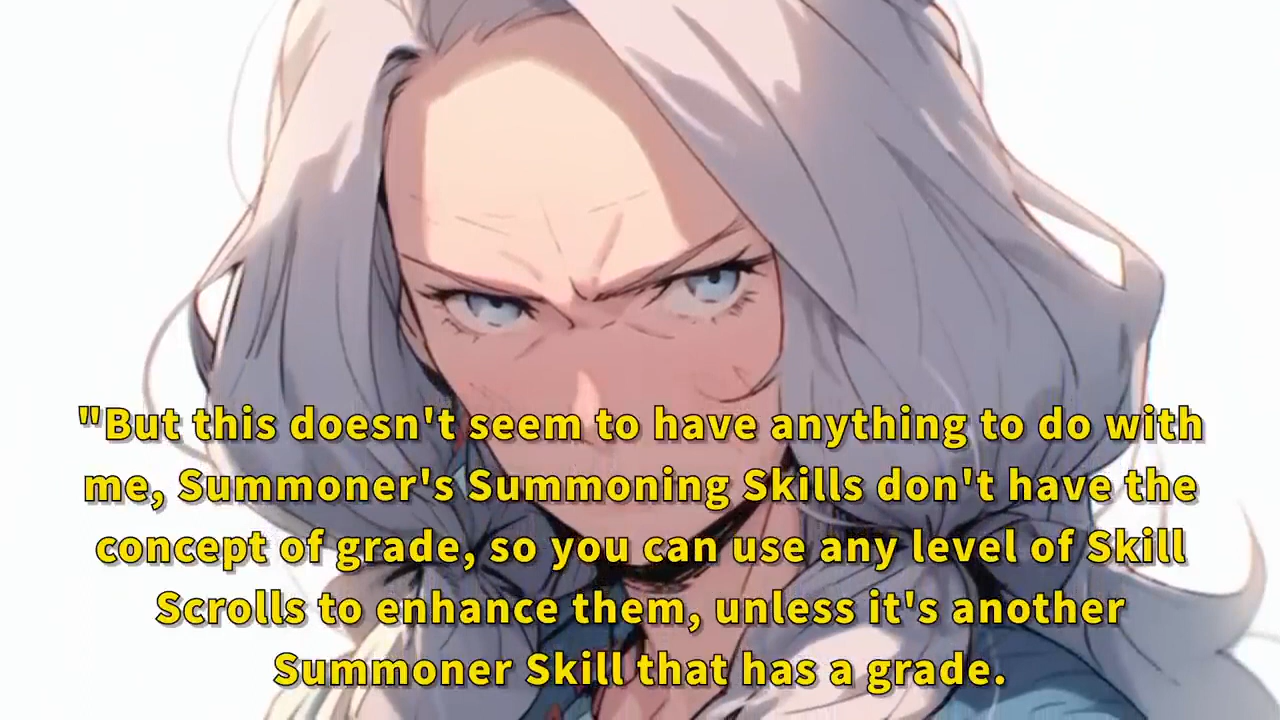 "But this doesn't seem to have anything to do with
me, Summoner's Summoning Skills don't have the
concept of grade, so you can use any level of Skill
Scrolls to enhance them, unless it's another
Summoner Skill that has a grade.